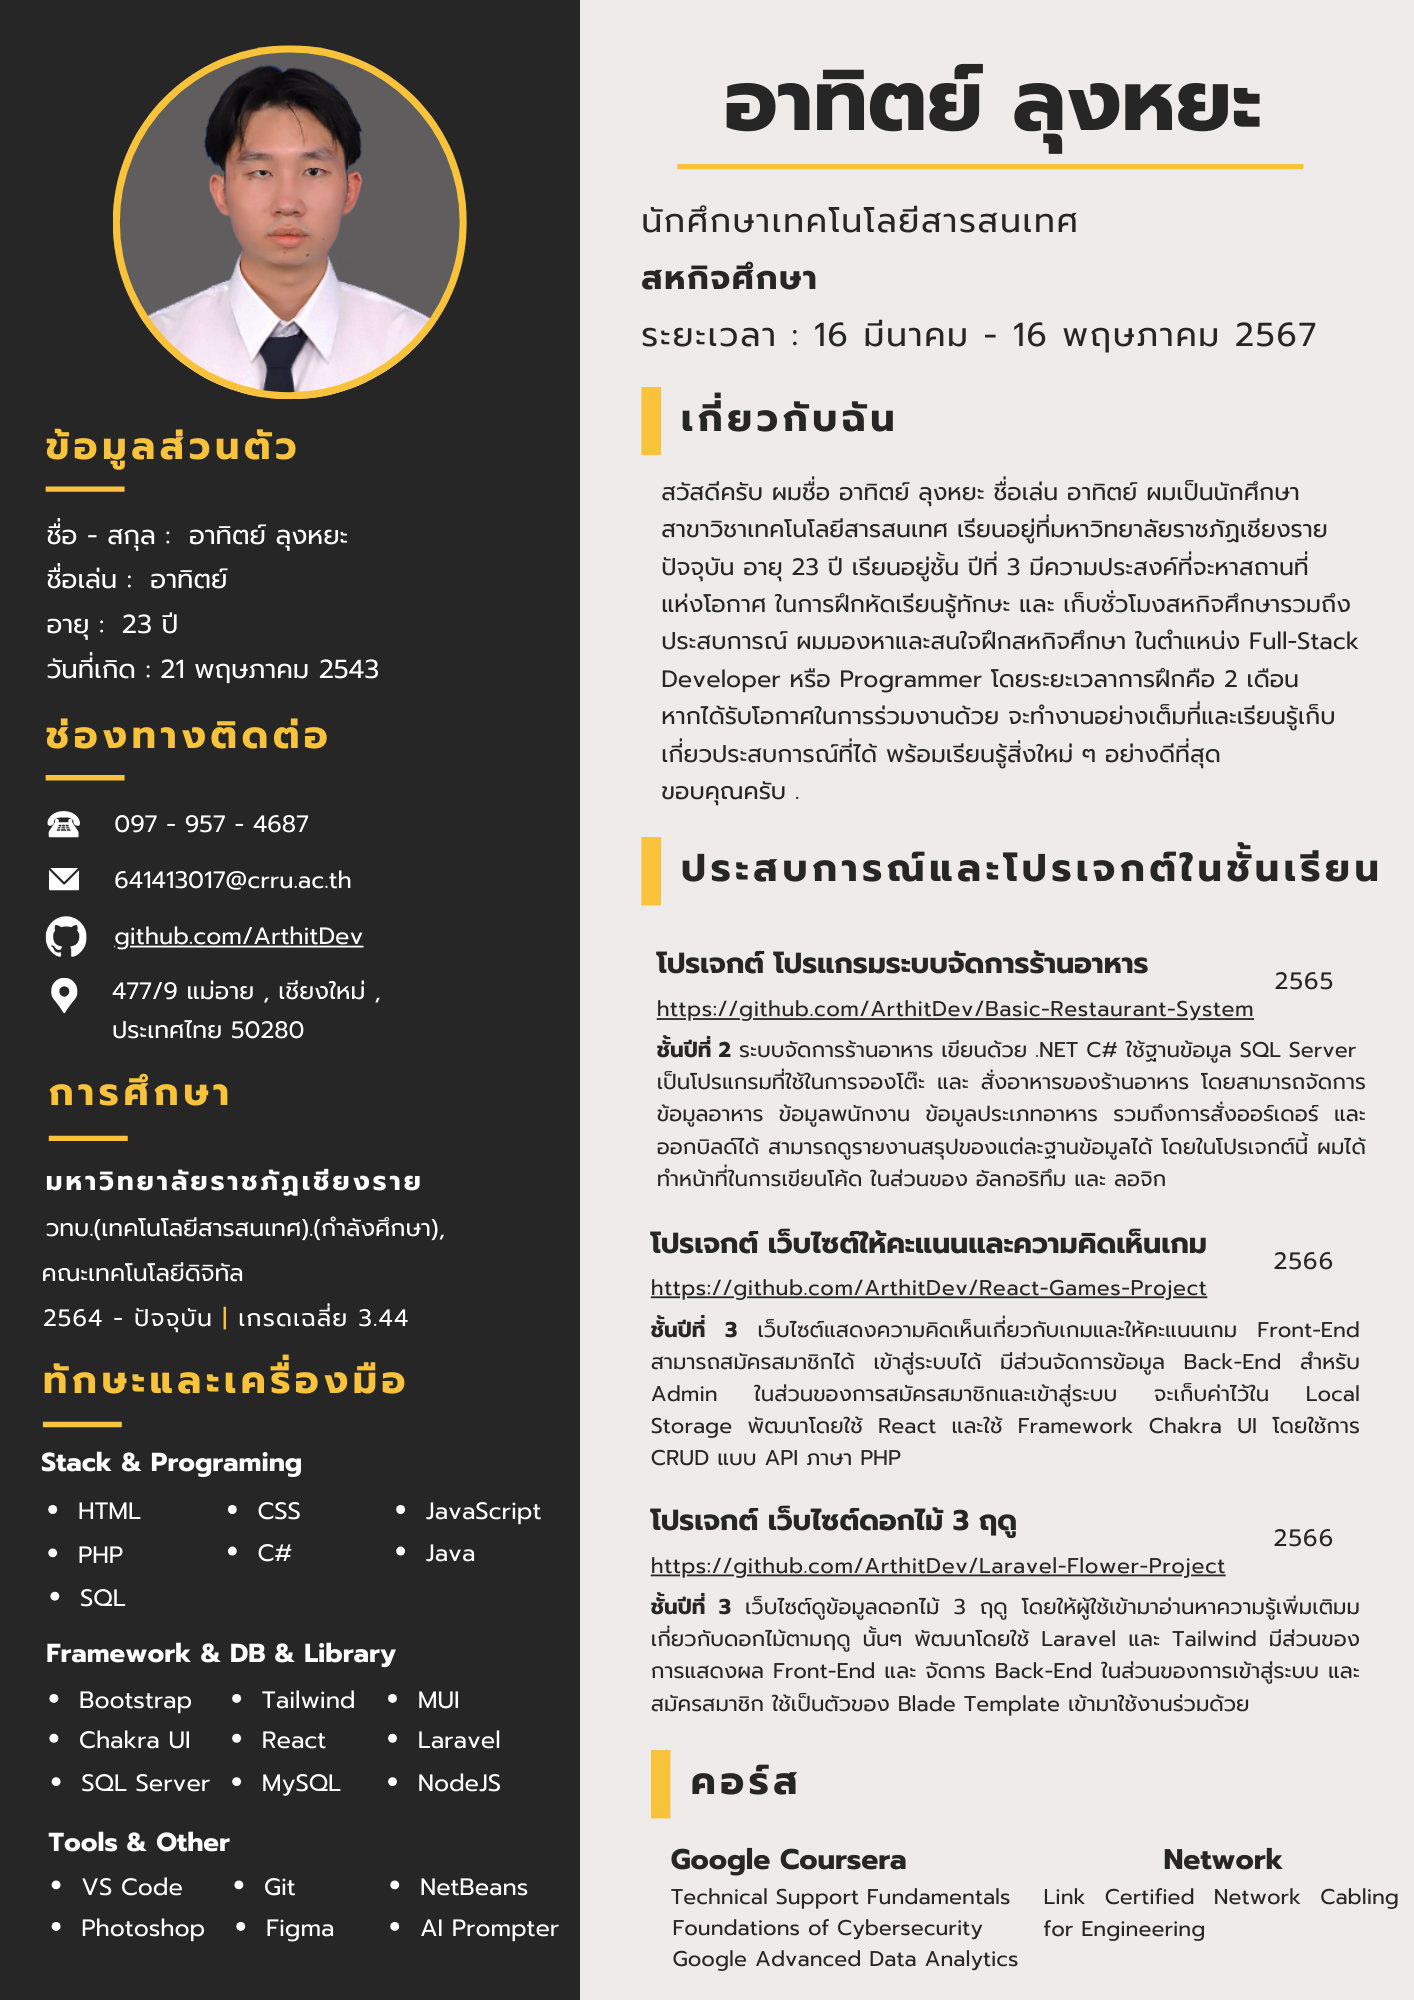 ข้อมูลส่วนตัว
ชื่อ - สกุล : อาทิตย์ ลุงหยะ
ชื่อเล่น : อาทิตย์
อายุ : 23 ปี
วันที่เกิด : 21 พฤษภาคม 2543
ช่องทางติดต่อ
097 - 957 - 4687
641413017@crru.ac.th
github.com/ArthitDev
477/9 แม่อาย , เชียงใหม่ ,
ประเทศไทย 50280
การศึกษา
มหาวิทยาลัยราชภัฏเชียงราย
วทบ.(เทคโนโลยีสารสนเทศ).(กำลังศึกษา),
คณะเทคโนโลยีดิจิทัล
2564 - ปัจจุบัน | เกรดเฉลี่ย 3.44
ทักษะและเครื่องมือ
Stack & Programing
• HTML • CSS • JavaScript
• PHP • C# • Java
• SQL
Framework & DB & Library
• Bootstrap • Tailwind • MUI
• Chakra UI • React • Laravel
• SQL Server • MySQL • NodeJS
Tools & Other
• VS Code • Git • NetBeans
• Photoshop • Figma • AI Prompter
อาทิตย์ ลุงหยะ
นักศึกษาเทคโนโลยีสารสนเทศ
สหกิจศึกษา
ระยะเวลา : 16 มีนาคม - 16 พฤษภาคม 2567
เกี่ยวกับฉัน
สวัสดีครับ ผมชื่อ อาทิตย์ ลุงหยะ ชื่อเล่น อาทิตย์ ผมเป็นนักศึกษา
สาขาวิชาเทคโนโลยีสารสนเทศ เรียนอยู่ที่มหาวิทยาลัยราชภัฏเชียงราย
ปัจจุบัน อายุ 23 ปี เรียนอยู่ชั้น ปีที่ 3 มีความประสงค์ที่จะหาสถานที่
แห่งโอกาศ ในการฝึกหัดเรียนรู้ทักษะ และ เก็บชั่วโมงสหกิจศึกษารวมถึง
ประสบการณ์ ผมมองหาและสนใจฝึกสหกิจศึกษา ในตำแหน่ง Full-Stack
Developer หรือ Programmer โดยระยะเวลาการฝึกคือ 2 เดือน
หากได้รับโอกาศในการร่วมงานด้วย จะทำงานอย่างเต็มที่และเรียนรู้เก็บ
เกี่ยวประสบการณ์ที่ได้ พร้อมเรียนรู้สิ่งใหม่ ๆ อย่างดีที่สุด
ขอบคุณครับ .
ประสบการณ์และโปรเจกต์ในชั้นเรียน
โปรเจกต์ โปรแกรมระบบจัดการร้านอาหาร
2565
https://github.com/ArthitDev/Basic-Restaurant-System
ชั้นปีที่ 2 ระบบจัดการร้านอาหาร เขียนด้วย .NET C# ใช้ฐานข้อมูล SQL Server
เป็นโปรแกรมที่ใช้ในการจองโต๊ะ และ สั่งอาหารของร้านอาหาร โดยสามารถจัดการ
ข้อมูลอาหาร ข้อมูลพนักงาน ข้อมูลประเภทอาหาร รวมถึงการสั่งออร์เดอร์ และ
ออกบิลด์ได้ สามารถดูรายงานสรุปของแต่ละฐานข้อมูลได้ โดยในโปรเจกต์นี้ ผมได้
ทำหน้าที่ในการเขียนโค้ด ในส่วนของ อัลกอริทึม และ ลอจิก
โปรเจกต์ เว็บไซต์ให้คะแนนและความคิดเห็นเกม
2566
https://github.com/ArthitDev/React-Games-Project
ชั้นปีที่ 3 เว็บไซต์แสดงความคิดเห็นเกี่ยวกับเกมและให้คะแนนเกม Front-End
สามารถสมัครสมาชิกได้ เข้าสู่ระบบได้ มีส่วนจัดการข้อมูล Back-End สำหรับ
Admin ในส่วนของการสมัครสมาชิกและเข้าสู่ระบบ จะเก็บค่าไว้ใน Local
Storage พัฒนาโดยใช้ React และใช้ Framework Chakra UI โดยใช้การ
CRUD แบบ API ภาษา PHP
โปรเจกต์ เว็บไซต์ดอกไม้ 3 ฤดู
2566
https://github.com/ArthitDev/Laravel-Flower-Project
ชั้นปีที่ 3 เว็บไซต์ดูข้อมูลดอกไม้ 3 ฤดู โดยให้ผู้ใช้เข้ามาอ่านหาความรู้เพิ่มเติมม
เกี่ยวกับดอกไม้ตามฤดู นั้นๆ พัฒนาโดยใช้ Laravel และ Tailwind มีส่วนของ
การแสดงผล Front-End และ จัดการ Back-End ในส่วนของการเข้าสู่ระบบ และ
สมัครสมาชิก ใช้เป็นตัวของ Blade Template เข้ามาใช้งานร่วมด้วย
คอร์ส
Google Coursera
Technical Support Fundamentals
Foundations of Cybersecurity
Google Advanced Data Analytics
Network
Link Certified Network Cabling
for Engineering